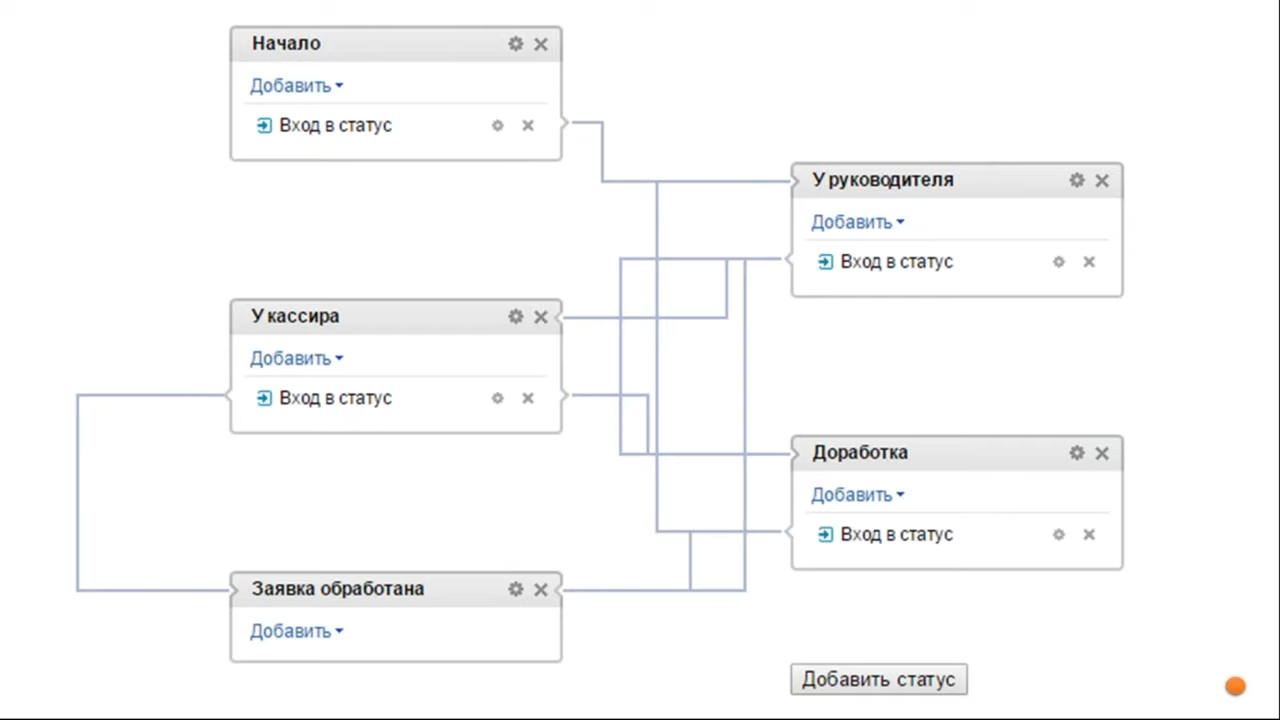 Начало
Добавить
Вход в статус
У руководителя
Добавить
Вход в статус
У кассира
Добавить
Вход в статус
Доработка
Добавить
Вход в статус
Заявка обработана
Добавить
Добавить статус